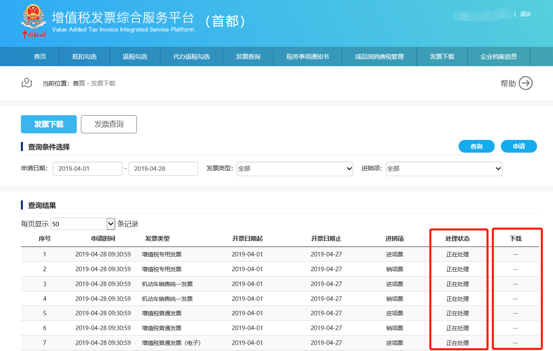 增值税发票综合服务平台 （首都）
Value Added Tax Invoice Integrated Service Platform
| 退出
首页 抵扣勾选 退税勾选 代办退税勾选 发票查询 税务事项通知书 成品油消费税管理 发票下载 企业档案信息
当前位置：首页 - 发票下载 帮助
发票下载 发票查询
查询条件选择 查询 申请
申请日期： 2019-04-01 - 2019-04-28 发票类型： 全部 进销项： 全部
查询结果
每页显示 50 条记录
序号 申请时间 发票类型 开票日期起 开票日期止 进销项 处理状态 下载
1 2019-04-28 09:30:59 增值税专用发票 2019-04-01 2019-04-27 进项票 正在处理 --
2 2019-04-28 09:30:59 增值税专用发票 2019-04-01 2019-04-27 销项票 正在处理 --
3 2019-04-28 09:30:59 机动车销售统一发票 2019-04-01 2019-04-27 进项票 正在处理 --
4 2019-04-28 09:30:59 机动车销售统一发票 2019-04-01 2019-04-27 销项票 正在处理 --
5 2019-04-28 09:30:59 增值税普通发票 2019-04-01 2019-04-27 进项票 正在处理 --
6 2019-04-28 09:30:59 增值税普通发票 2019-04-01 2019-04-27 销项票 正在处理 --
7 2019-04-28 09:30:59 增值税普通发票（电子） 2019-04-01 2019-04-27 进项票 正在处理 --